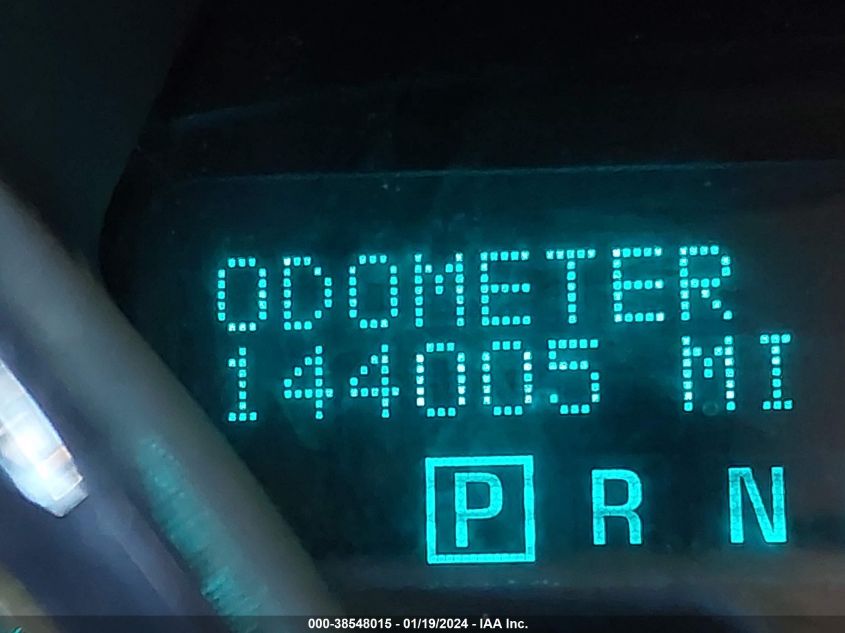 ODOMETER
144005 MI
P R N
000-38548015 - 01/19/2024 - IAA Inc.